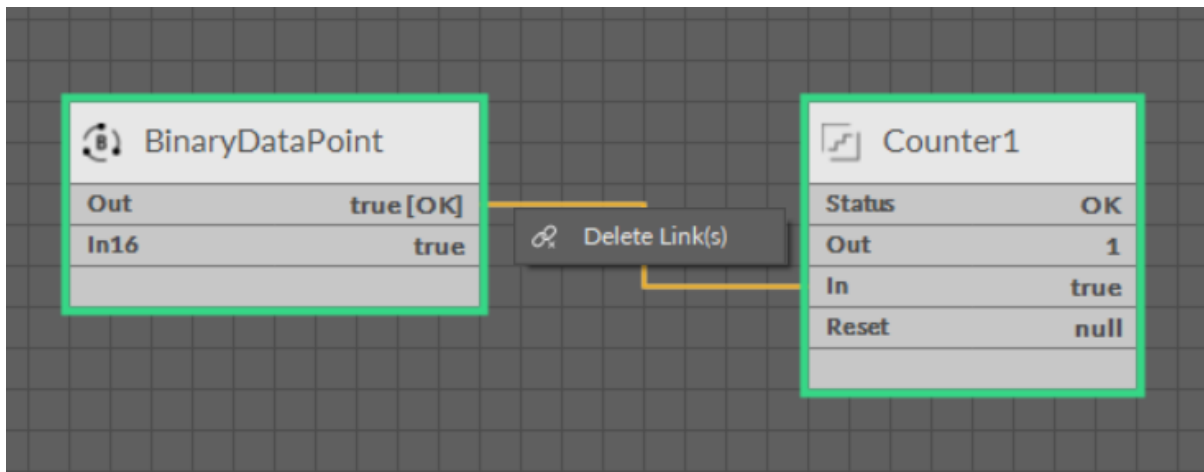 BinaryDataPoint
Out true [OK]
In16 true
Delete Link(s)
Counter1
Status OK
Out 1
In true
Reset null